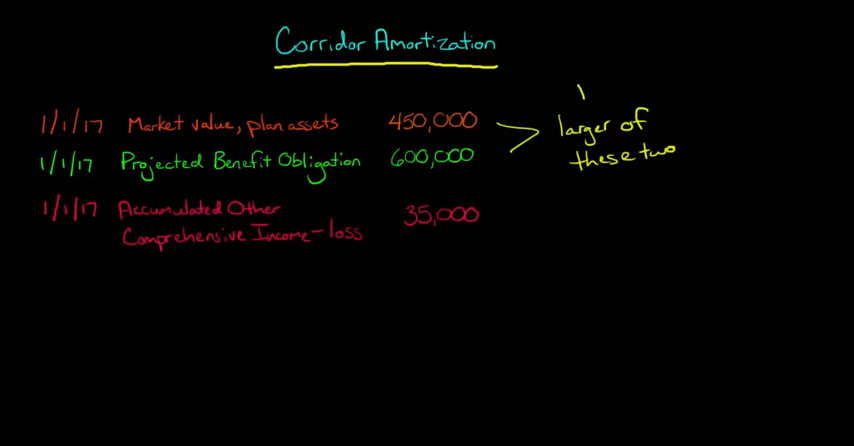 Corridor Amortization
1/1/17 Market value, plan assets 450,000
1/1/17 Projected Benefit Obligation 600,000
larger of
these two
1/1/17 Accumulated Other
Comprehensive Income - loss 35,000